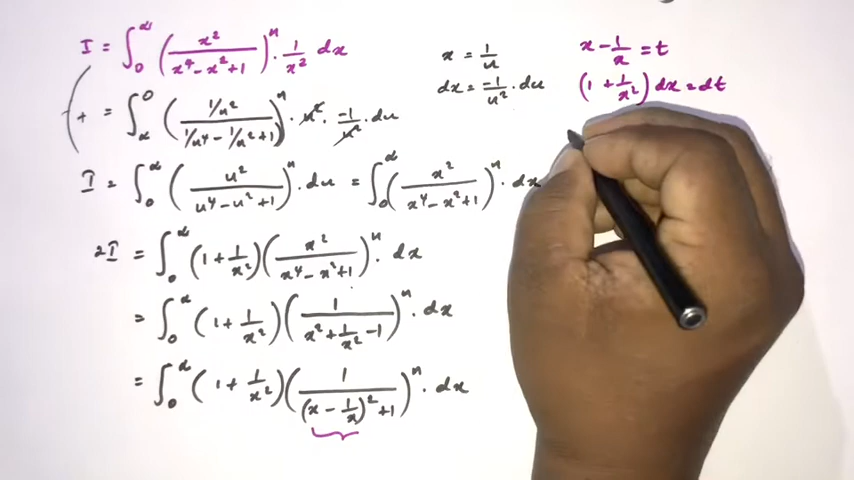 I = ∫₀^α (x²/(x⁴ − x² + 1))ⁿ · 1/x² dx
x = 1/u
dx = −1/u² · du
x − 1/x = t
(1 + 1/x²) dx = dt
+ = ∫_α^0 ((1/u²)/(1/u⁴ − 1/u² + 1))ⁿ · u² · −1/u² · du
I = ∫₀^α (u²/(u⁴ − u² + 1))ⁿ · du = ∫₀^α (x²/(x⁴ − x² + 1))ⁿ · dx
2I = ∫₀^α (1 + 1/x²)(x²/(x⁴ − x² + 1))ⁿ · dx
= ∫₀^α (1 + 1/x²)(1/(x² + 1/x² − 1))ⁿ · dx
= ∫₀^α (1 + 1/x²)(1/((x − 1/x)² + 1))ⁿ · dx